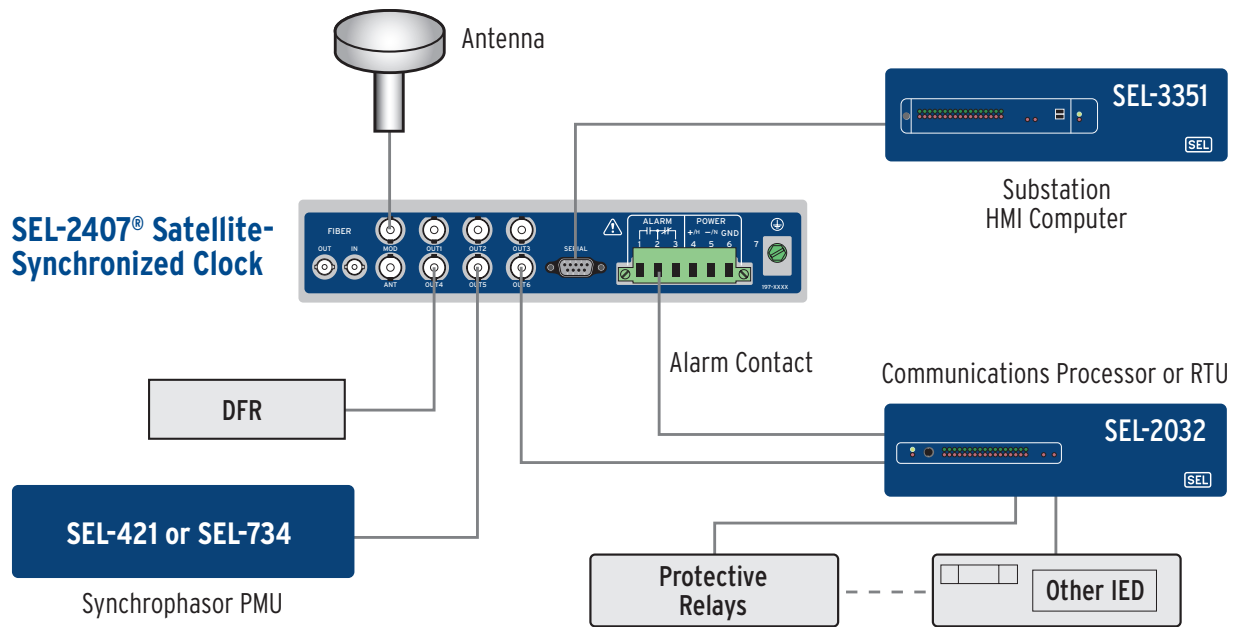 Antenna
SEL-3351
SEL
Substation
HMI Computer
SEL-2407® Satellite-
Synchronized Clock
FIBER
OUT IN
MOD OUT1 OUT2 OUT3
ANT OUT4 OUT5 OUT6
SERIAL
ALARM POWER
+/H −/N GND
1 2 3 4 5 6 7
197-XXXX
Alarm Contact
Communications Processor or RTU
DFR
SEL-2032
SEL
SEL-421 or SEL-734
Synchrophasor PMU
Protective
Relays
Other IED